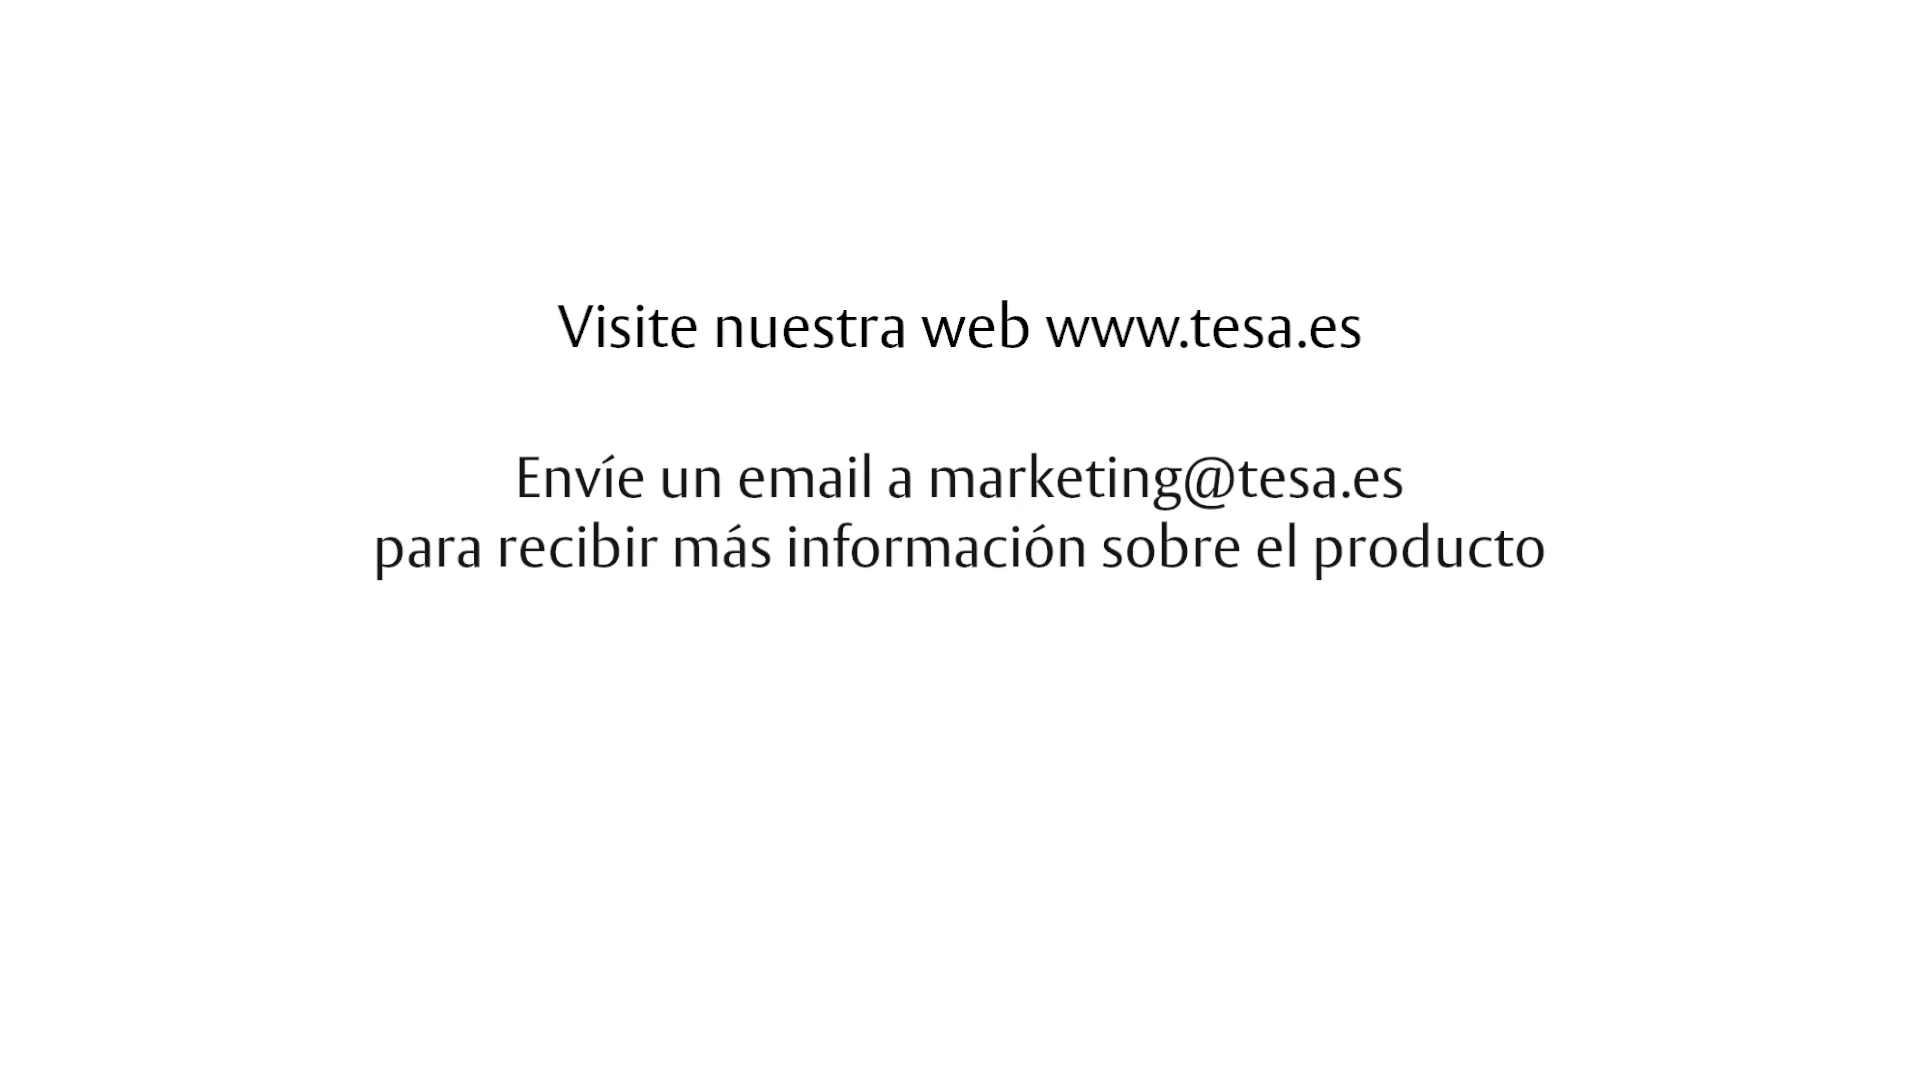 Visite nuestra web www.tesa.es
Envíe un email a marketing@tesa.es
para recibir más información sobre el producto